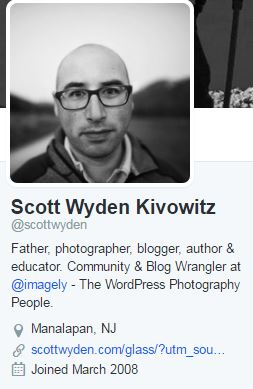 Scott Wyden Kivowitz
@scottwyden
Father, photographer, blogger, author &
educator. Community & Blog Wrangler at
@imagely - The WordPress Photography
People.
Manalapan, NJ
scottwyden.com/glass/?utm_sou...
Joined March 2008